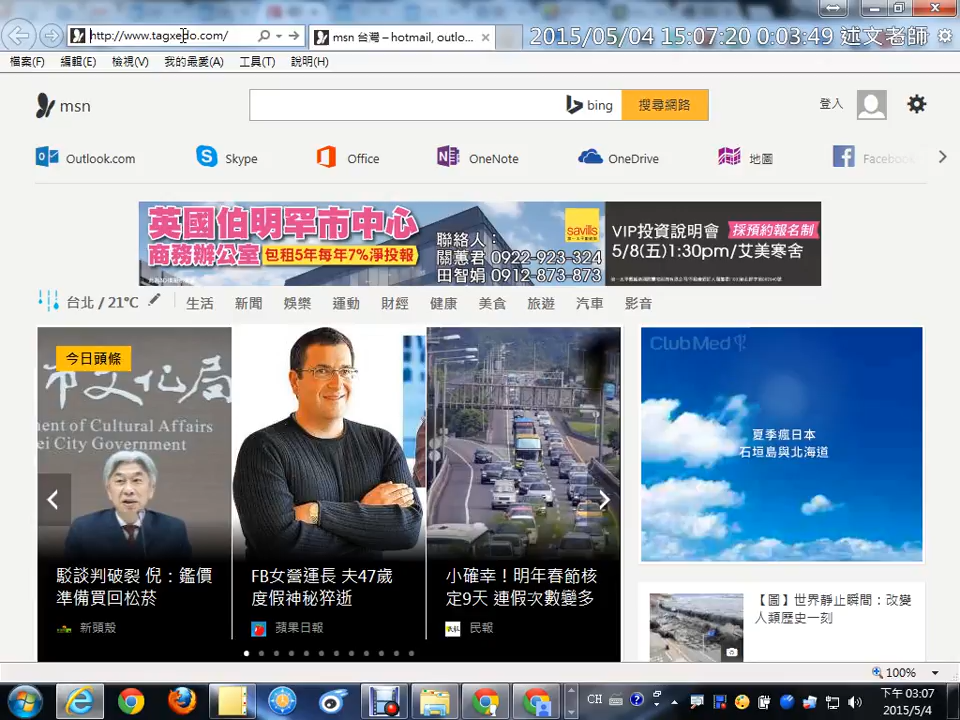 http://www.tagxedo.com/
msn 台灣 – hotmail, outlo...
2015/05/04 15:07:20 0:03:49 述文老師
檔案(F) 編輯(E) 檢視(V) 我的最愛(A) 工具(T) 說明(H)
msn
bing
搜尋網路
登入
Outlook.com
Skype
Office
OneNote
OneDrive
地圖
Facebook
英國伯明罕市中心
商務辦公室 包租5年每年7%淨投報
聯絡人：
關蕙君 0922-923-324
田智娟 0912-873-873
savills
VIP投資說明會 採預約報名制
5/8(五)1:30pm/艾美寒舍
台北 / 21°C
生活 新聞 娛樂 運動 財經 健康 美食 旅遊 汽車 影音
今日頭條
市文化局
ment of Cultural Affairs
ei City Government
駁談判破裂 倪：鑑價
準備買回松菸
新頭殼
FB女營運長 夫47歲
度假神秘猝逝
蘋果日報
小確幸！明年春節核
定9天 連假次數變多
民報
Club Med
夏季瘋日本
石垣島與北海道
【圖】世界靜止瞬間：改變
人類歷史一刻
100%
CH
下午 03:07
2015/5/4